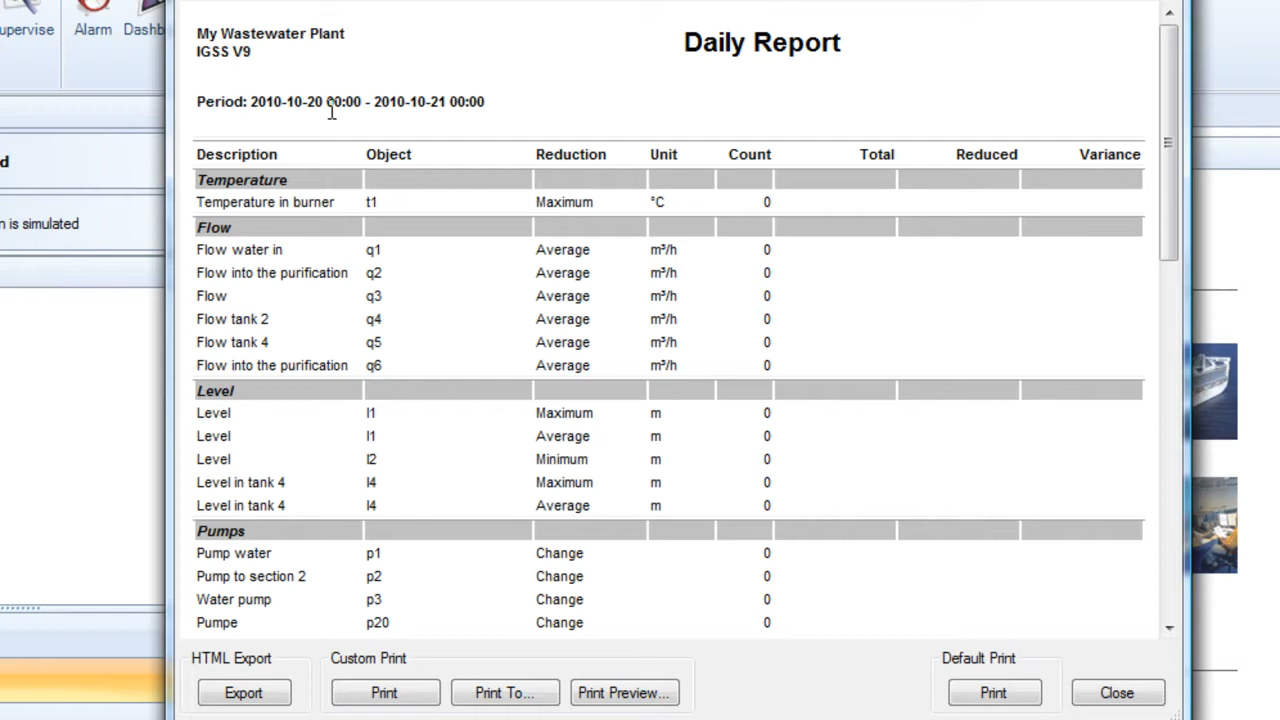 upervise Alarm Dashb
d
n is simulated
My Wastewater Plant
IGSS V9
Daily Report
Period: 2010-10-20 00:00 - 2010-10-21 00:00
Description Object Reduction Unit Count Total Reduced Variance
Temperature
Temperature in burner t1 Maximum °C 0
Flow
Flow water in q1 Average m³/h 0
Flow into the purification q2 Average m³/h 0
Flow q3 Average m³/h 0
Flow tank 2 q4 Average m³/h 0
Flow tank 4 q5 Average m³/h 0
Flow into the purification q6 Average m³/h 0
Level
Level l1 Maximum m 0
Level l1 Average m 0
Level l2 Minimum m 0
Level in tank 4 l4 Maximum m 0
Level in tank 4 l4 Average m 0
Pumps
Pump water p1 Change 0
Pump to section 2 p2 Change 0
Water pump p3 Change 0
Pumpe p20 Change 0
HTML Export Custom Print Default Print
Export Print Print To... Print Preview... Print Close